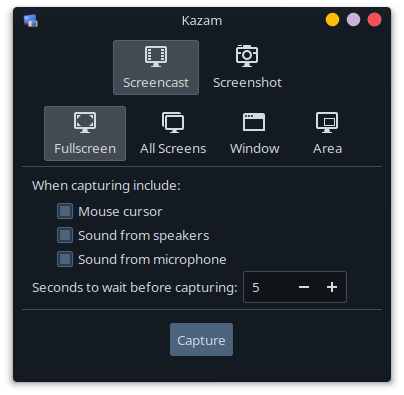 Kazam
Screencast Screenshot
Fullscreen All Screens Window Area
When capturing include:
Mouse cursor
Sound from speakers
Sound from microphone
Seconds to wait before capturing: 5 − +
Capture